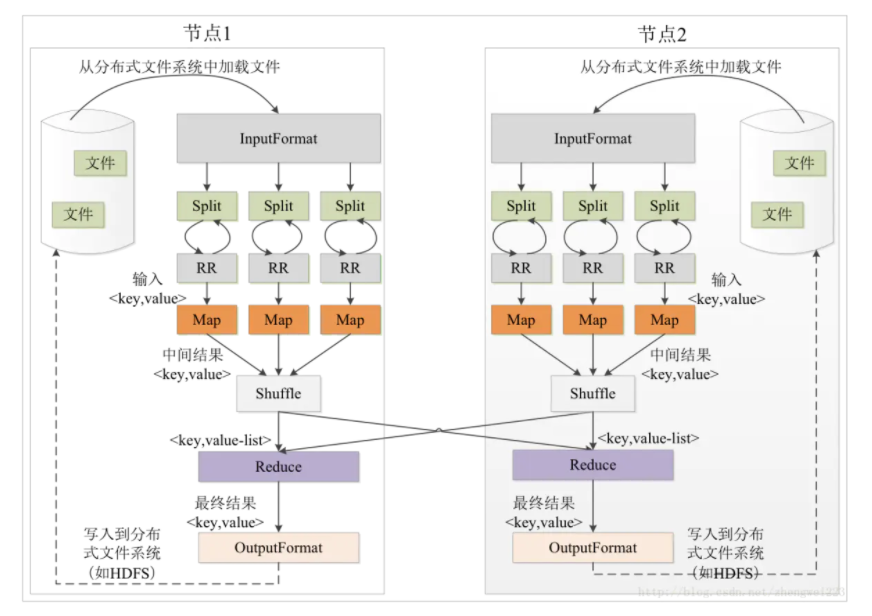 节点1
从分布式文件系统中加载文件
InputFormat
文件
文件
Split
Split
Split
RR
RR
RR
输入
<key,value>
Map
Map
Map
中间结果
<key,value>
Shuffle
<key,value-list>
Reduce
最终结果
<key,value>
OutputFormat
写入到分布
式文件系统
（如HDFS）
节点2
从分布式文件系统中加载文件
InputFormat
文件
文件
Split
Split
Split
RR
RR
RR
输入
<key,value>
Map
Map
Map
中间结果
<key,value>
Shuffle
<key,value-list>
Reduce
最终结果
<key,value>
OutputFormat
写入到分布
式文件系统
（如HDFS）